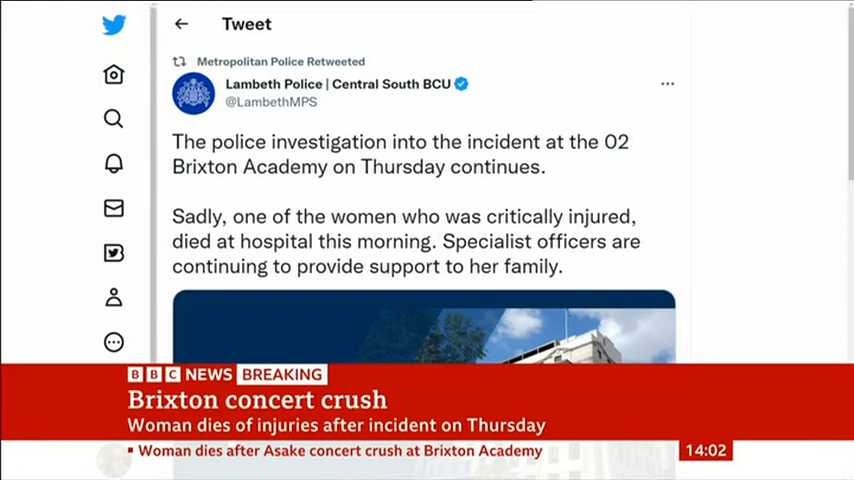 Tweet
Metropolitan Police Retweeted
Lambeth Police | Central South BCU
@LambethMPS
The police investigation into the incident at the 02
Brixton Academy on Thursday continues.
Sadly, one of the women who was critically injured,
died at hospital this morning. Specialist officers are
continuing to provide support to her family.
BBC NEWS BREAKING
Brixton concert crush
Woman dies of injuries after incident on Thursday
Woman dies after Asake concert crush at Brixton Academy
14:02